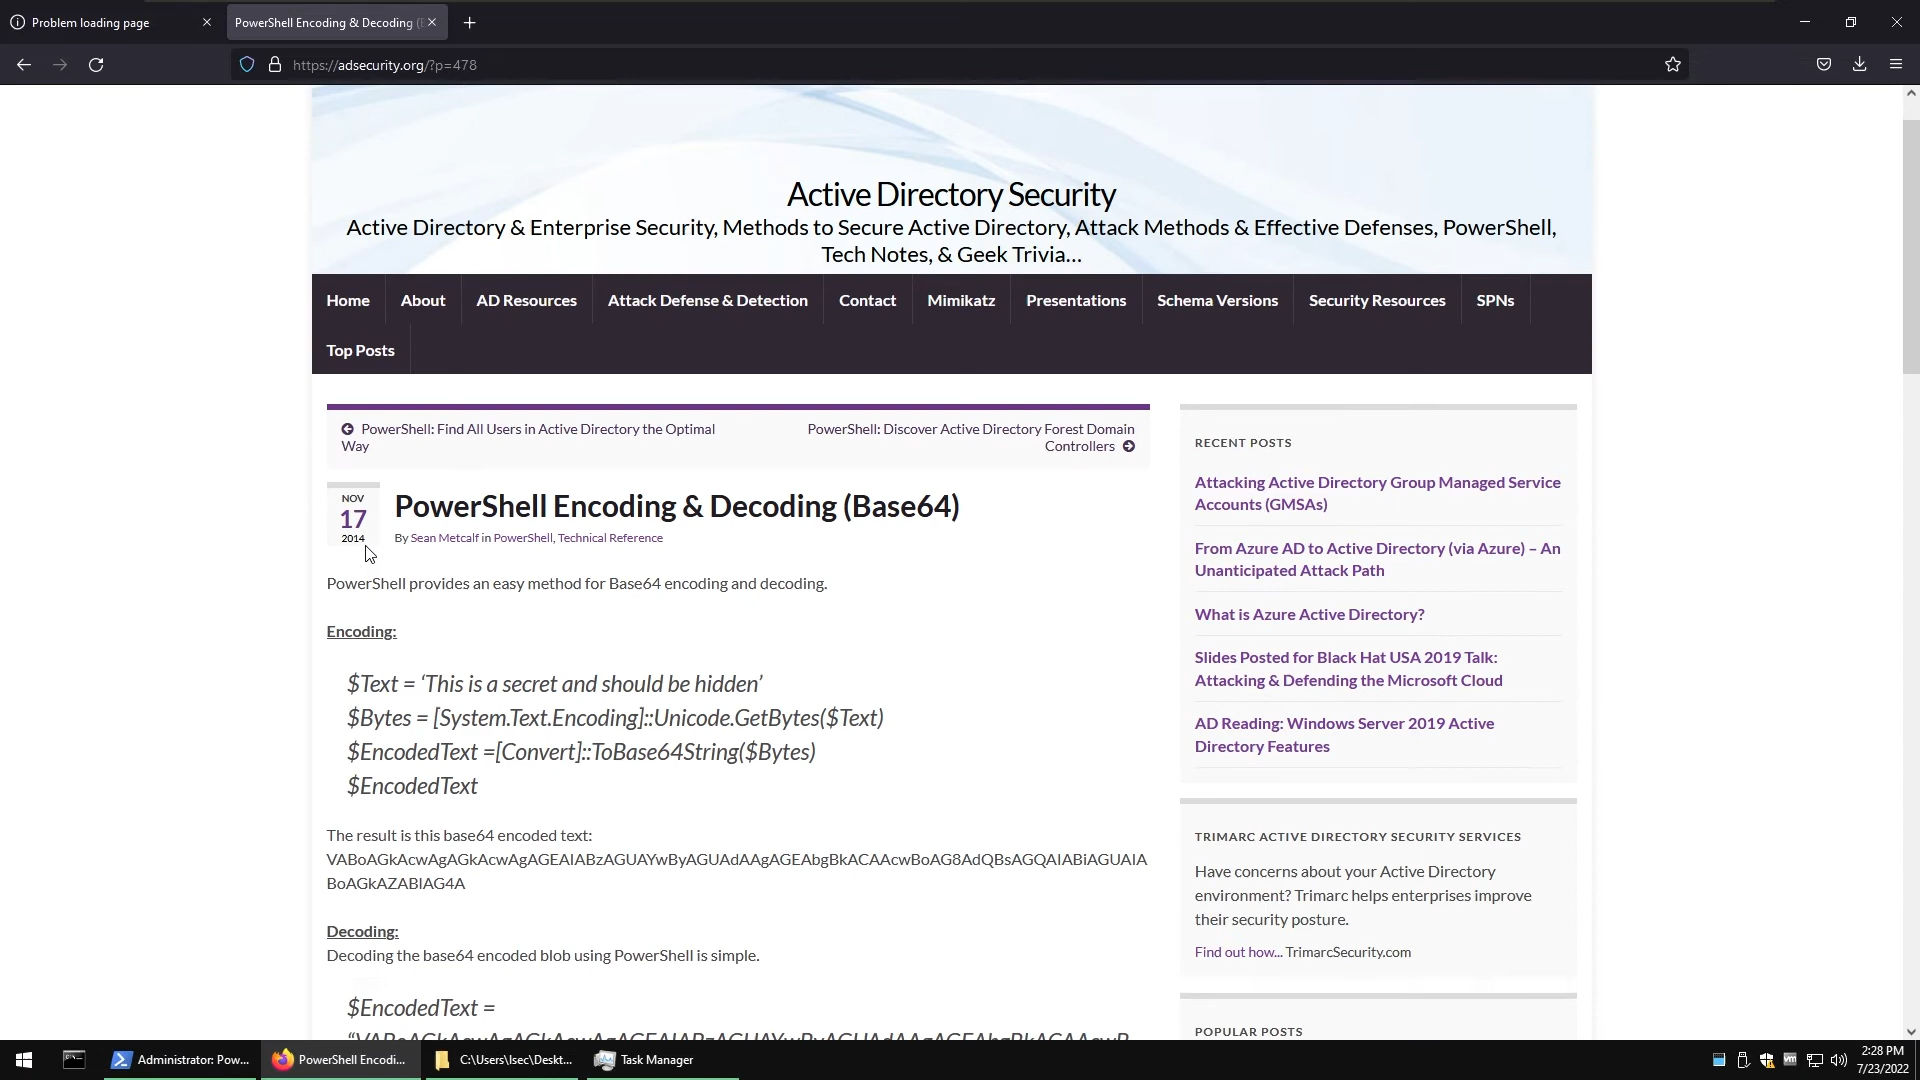 Problem loading page
PowerShell Encoding & Decoding (
https://adsecurity.org/?p=478
Active Directory Security
Active Directory & Enterprise Security, Methods to Secure Active Directory, Attack Methods & Effective Defenses, PowerShell,
Tech Notes, & Geek Trivia...
Home About AD Resources Attack Defense & Detection Contact Mimikatz Presentations Schema Versions Security Resources SPNs
Top Posts
PowerShell: Find All Users in Active Directory the Optimal
Way
PowerShell: Discover Active Directory Forest Domain
Controllers
NOV
17
2014
PowerShell Encoding & Decoding (Base64)
By Sean Metcalf in PowerShell, Technical Reference
PowerShell provides an easy method for Base64 encoding and decoding.
Encoding:
$Text = ‘This is a secret and should be hidden’
$Bytes = [System.Text.Encoding]::Unicode.GetBytes($Text)
$EncodedText =[Convert]::ToBase64String($Bytes)
$EncodedText
The result is this base64 encoded text:
VABoAGkAcwAgAGkAcwAgAGEAIABzAGUAYwByAGUAdAAgAGEAbgBkACAAcwBoAG8AdQBsAGQAIABiAGUAIA
BoAGkAZABlAG4A
Decoding:
Decoding the base64 encoded blob using PowerShell is simple.
$EncodedText =
RECENT POSTS
Attacking Active Directory Group Managed Service
Accounts (GMSAs)
From Azure AD to Active Directory (via Azure) – An
Unanticipated Attack Path
What is Azure Active Directory?
Slides Posted for Black Hat USA 2019 Talk:
Attacking & Defending the Microsoft Cloud
AD Reading: Windows Server 2019 Active
Directory Features
TRIMARC ACTIVE DIRECTORY SECURITY SERVICES
Have concerns about your Active Directory
environment? Trimarc helps enterprises improve
their security posture.
Find out how... TrimarcSecurity.com
POPULAR POSTS
Administrator: Pow...
PowerShell Encodi...
C:\Users\lsec\Deskt...
Task Manager
2:28 PM
7/23/2022